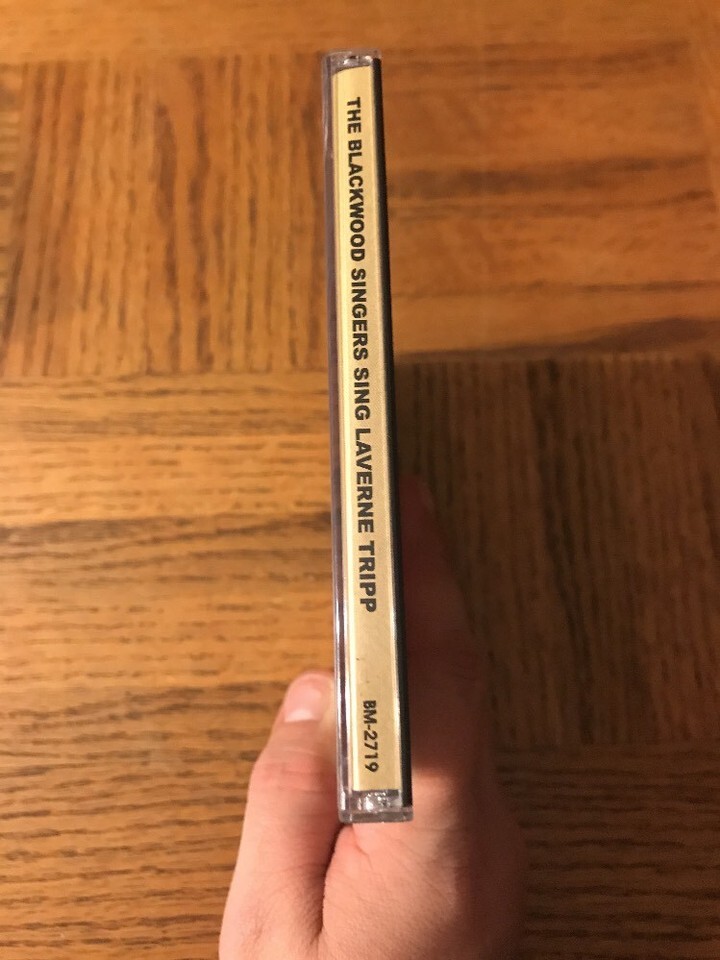 THE BLACKWOOD SINGERS SING LAVERNE TRIPP
BM-2719